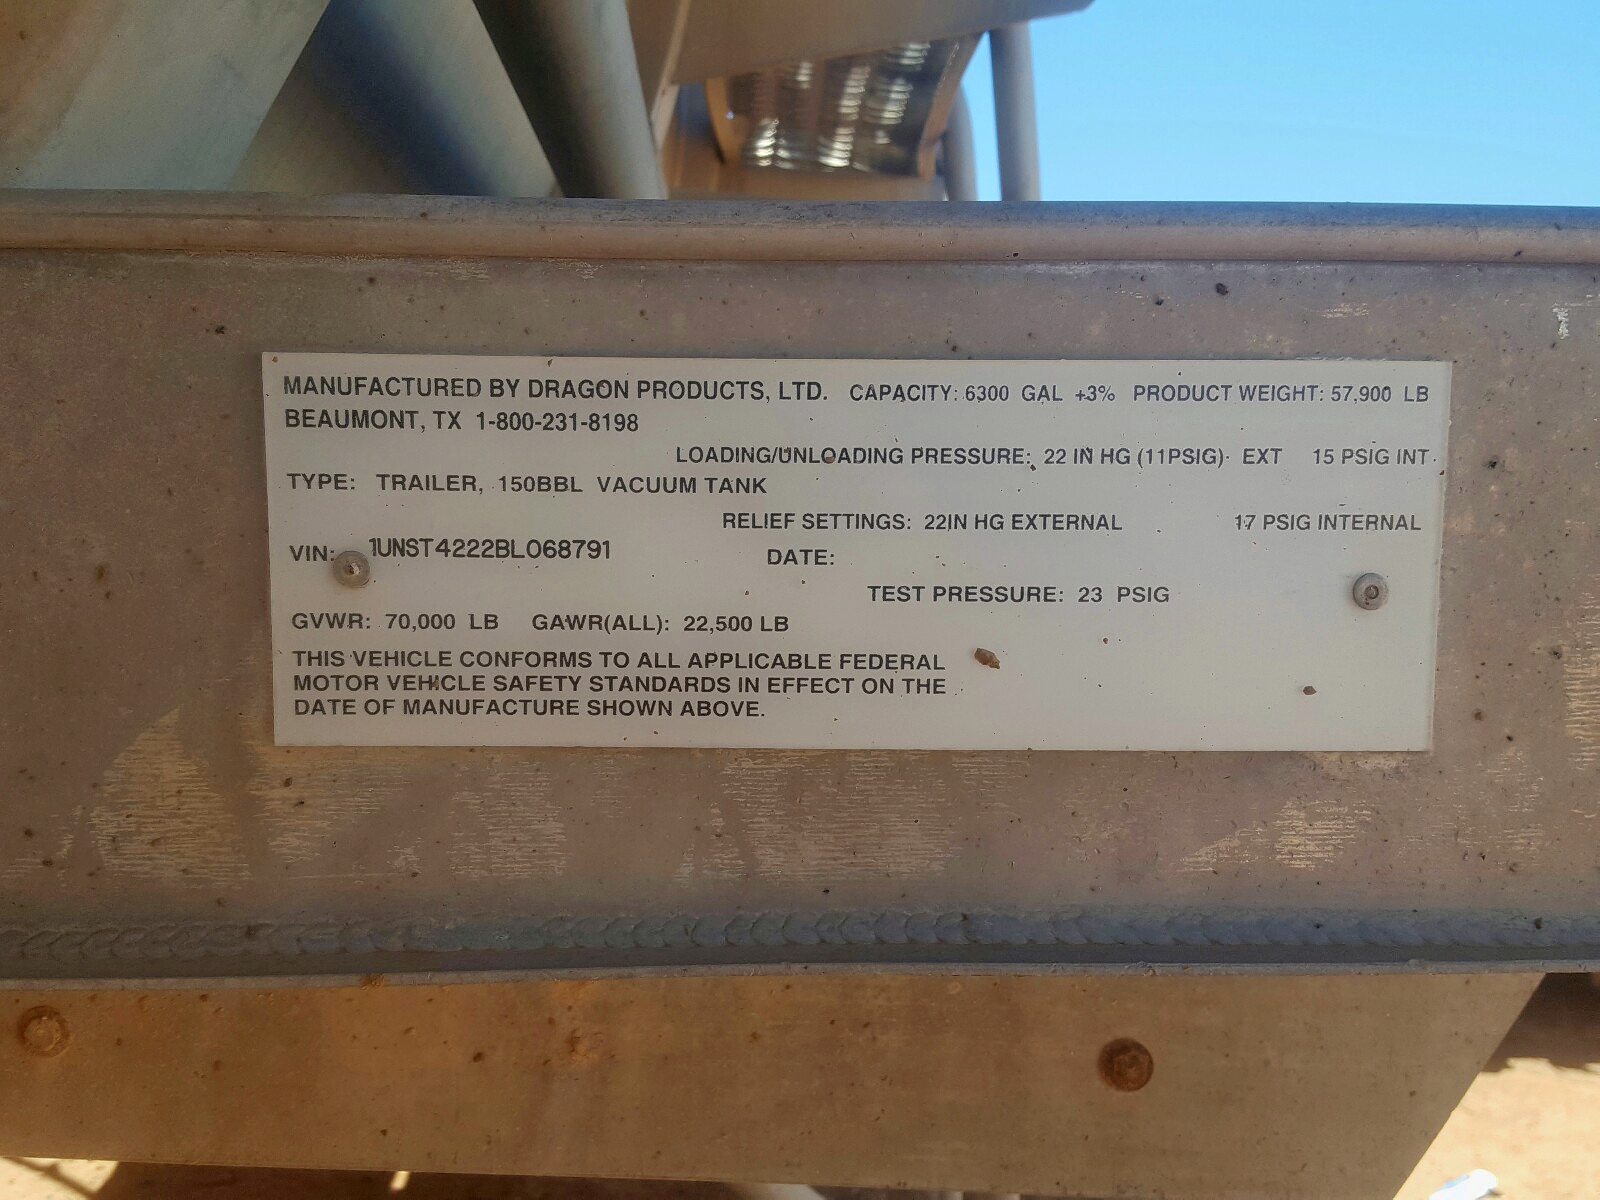 MANUFACTURED BY DRAGON PRODUCTS, LTD. CAPACITY: 6300 GAL +3% PRODUCT WEIGHT: 57,900 LB
BEAUMONT, TX 1-800-231-8198
LOADING/UNLOADING PRESSURE: 22 IN HG (11PSIG) EXT 15 PSIG INT
TYPE: TRAILER, 150BBL VACUUM TANK
RELIEF SETTINGS: 22IN HG EXTERNAL 17 PSIG INTERNAL
VIN: 1UNST4222BL068791 DATE:
TEST PRESSURE: 23 PSIG
GVWR: 70,000 LB GAWR(ALL): 22,500 LB
THIS VEHICLE CONFORMS TO ALL APPLICABLE FEDERAL
MOTOR VEHICLE SAFETY STANDARDS IN EFFECT ON THE
DATE OF MANUFACTURE SHOWN ABOVE.